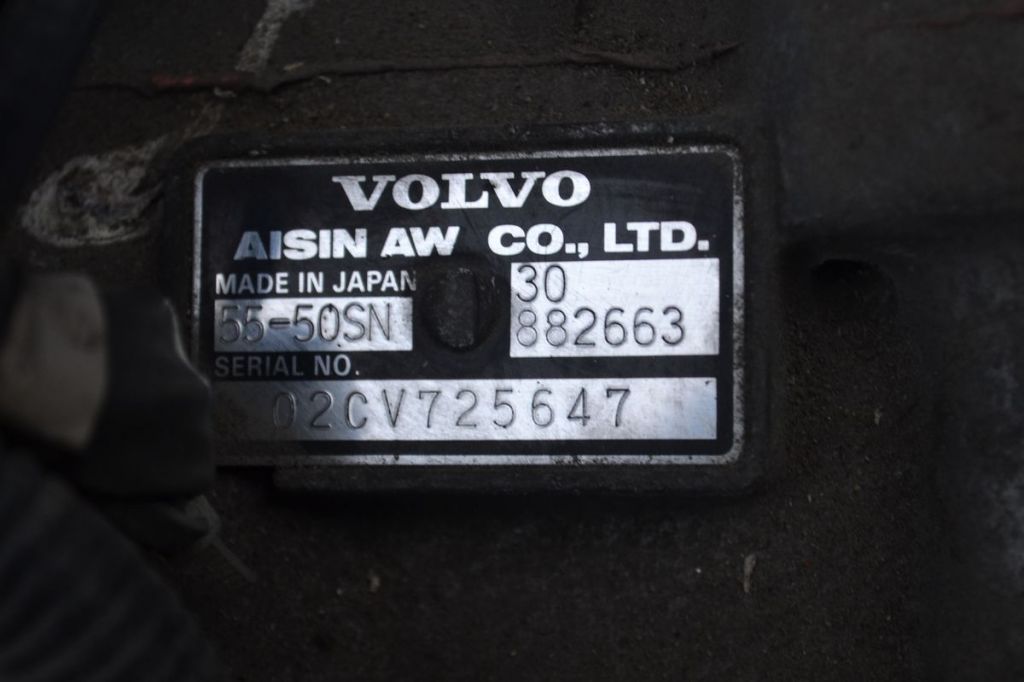 VOLVO
AISIN AW CO., LTD.
MADE IN JAPAN 30
55-50SN 882663
SERIAL NO.
02CV725647